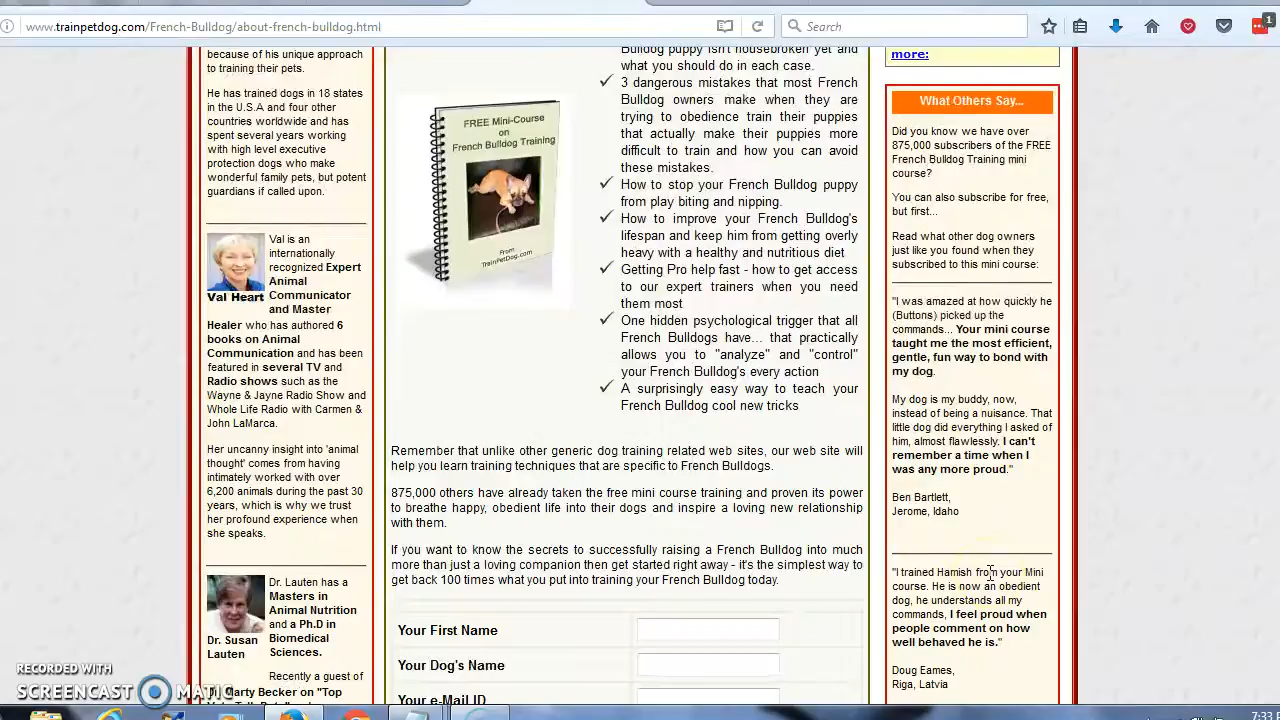 www.trainpetdog.com/French-Bulldog/about-french-bulldog.html
Search
1
because of his unique approach
to training their pets.
He has trained dogs in 18 states
in the U.S.A and four other
countries worldwide and has
spent several years working
with high level executive
protection dogs who make
wonderful family pets, but potent
guardians if called upon.
Val Heart
Val is an
internationally
recognized Expert
Animal
Communicator
and Master
Healer who has authored 6
books on Animal
Communication and has been
featured in several TV and
Radio shows such as the
Wayne & Jayne Radio Show and
Whole Life Radio with Carmen &
John LaMarca.
Her uncanny insight into 'animal
thought' comes from having
intimately worked with over
6,200 animals during the past 30
years, which is why we trust
her profound experience when
she speaks.
Dr. Susan
Lauten
Dr. Lauten has a
Masters in
Animal Nutrition
and a Ph.D in
Biomedical
Sciences.
Recently a guest of
Marty Becker on "Top
FREE Mini-Course
on
French Bulldog Training
From
TrainPetDog.com
Bulldog puppy isn't housebroken yet and
what you should do in each case.
3 dangerous mistakes that most French
Bulldog owners make when they are
trying to obedience train their puppies
that actually make their puppies more
difficult to train and how you can avoid
these mistakes.
How to stop your French Bulldog puppy
from play biting and nipping.
How to improve your French Bulldog's
lifespan and keep him from getting overly
heavy with a healthy and nutritious diet
Getting Pro help fast - how to get access
to our expert trainers when you need
them most
One hidden psychological trigger that all
French Bulldogs have... that practically
allows you to "analyze" and "control"
your French Bulldog's every action
A surprisingly easy way to teach your
French Bulldog cool new tricks
Remember that unlike other generic dog training related web sites, our web site will
help you learn training techniques that are specific to French Bulldogs.
875,000 others have already taken the free mini course training and proven its power
to breathe happy, obedient life into their dogs and inspire a loving new relationship
with them.
If you want to know the secrets to successfully raising a French Bulldog into much
more than just a loving companion then get started right away - it's the simplest way to
get back 100 times what you put into training your French Bulldog today.
Your First Name
Your Dog's Name
Your e-Mail ID
more:
What Others Say...
Did you know we have over
875,000 subscribers of the FREE
French Bulldog Training mini
course?
You can also subscribe for free,
but first...
Read what other dog owners
just like you found when they
subscribed to this mini course:
"I was amazed at how quickly he
(Buttons) picked up the
commands... Your mini course
taught me the most efficient,
gentle, fun way to bond with
my dog.
My dog is my buddy, now,
instead of being a nuisance. That
little dog did everything I asked of
him, almost flawlessly. I can't
remember a time when I
was any more proud."
Ben Bartlett,
Jerome, Idaho
"I trained Hamish from your Mini
course. He is now an obedient
dog, he understands all my
commands, I feel proud when
people comment on how
well behaved he is."
Doug Eames,
Riga, Latvia
RECORDED WITH
SCREENCAST MATIC
7:33